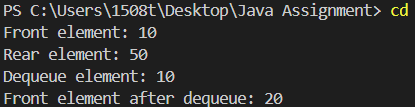 PS C:\Users\1508t\Desktop\Java Assignment> cd
Front element: 10
Rear element: 50
Dequeue element: 10
Front element after dequeue: 20